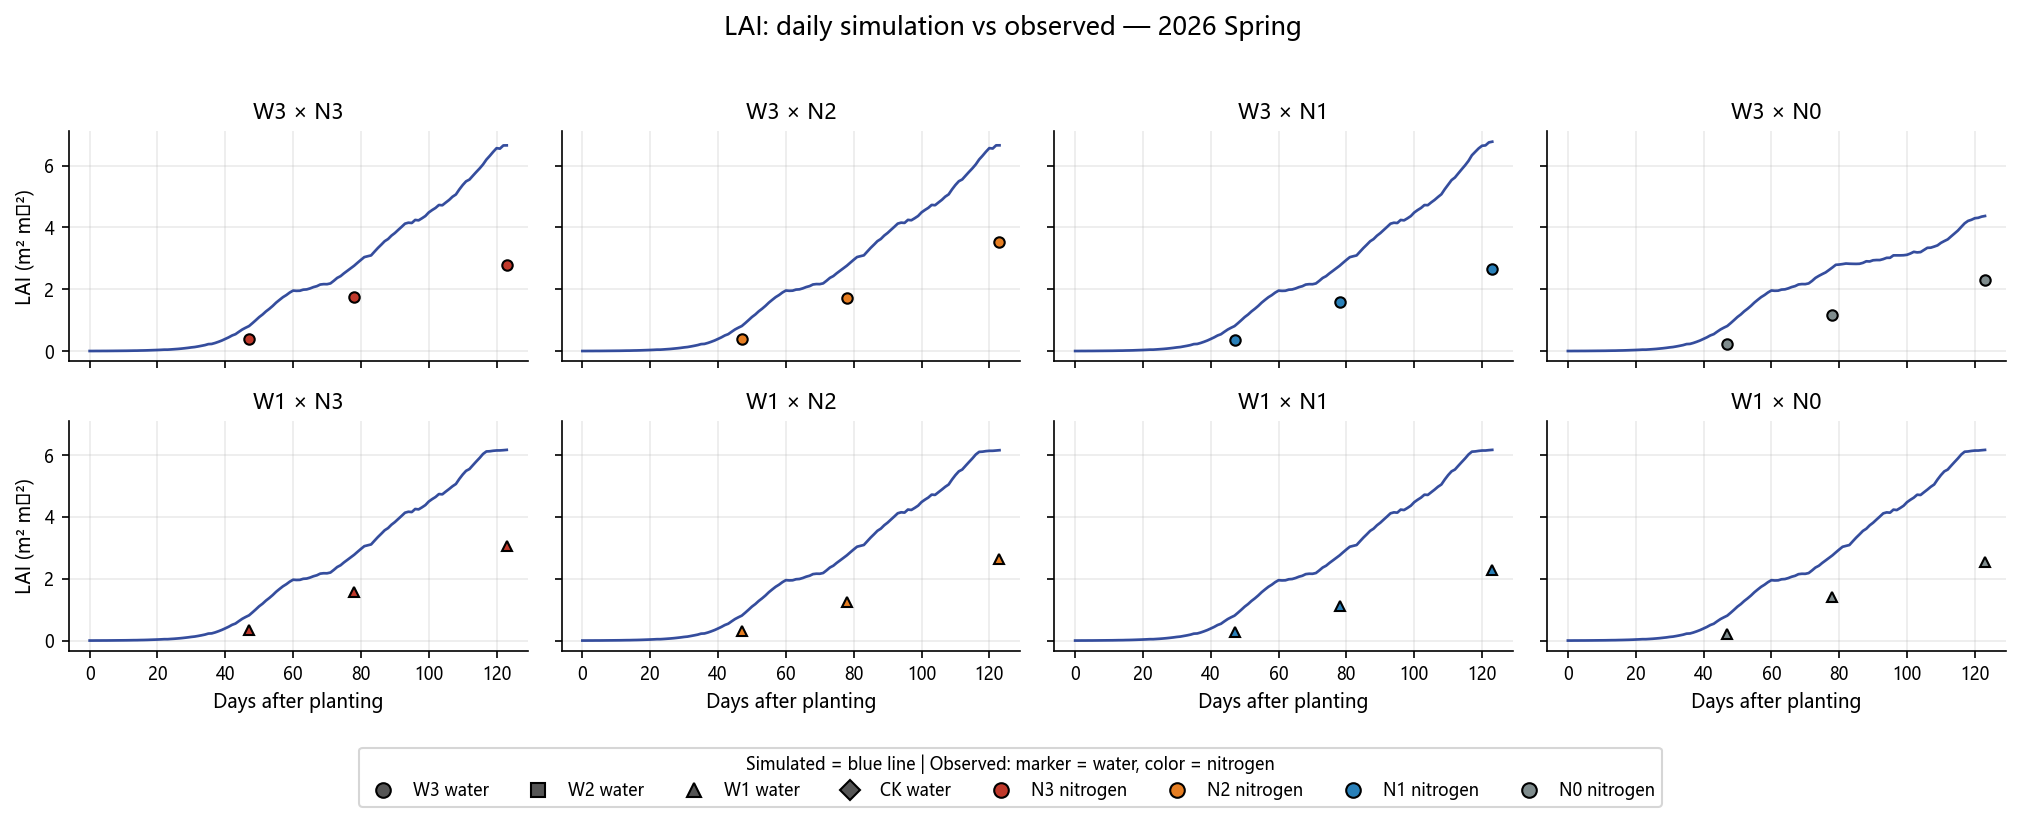 LAI: daily simulation vs observed — 2026 Spring
W3 × N3 W3 × N2 W3 × N1 W3 × N0
LAI (m² m▯²)
6
4
2
0
W1 × N3 W1 × N2 W1 × N1 W1 × N0
LAI (m² m▯²)
6
4
2
0
0 20 40 60 80 100 120 0 20 40 60 80 100 120 0 20 40 60 80 100 120 0 20 40 60 80 100 120
Days after planting Days after planting Days after planting Days after planting
Simulated = blue line | Observed: marker = water, color = nitrogen
W3 water W2 water W1 water CK water N3 nitrogen N2 nitrogen N1 nitrogen N0 nitrogen